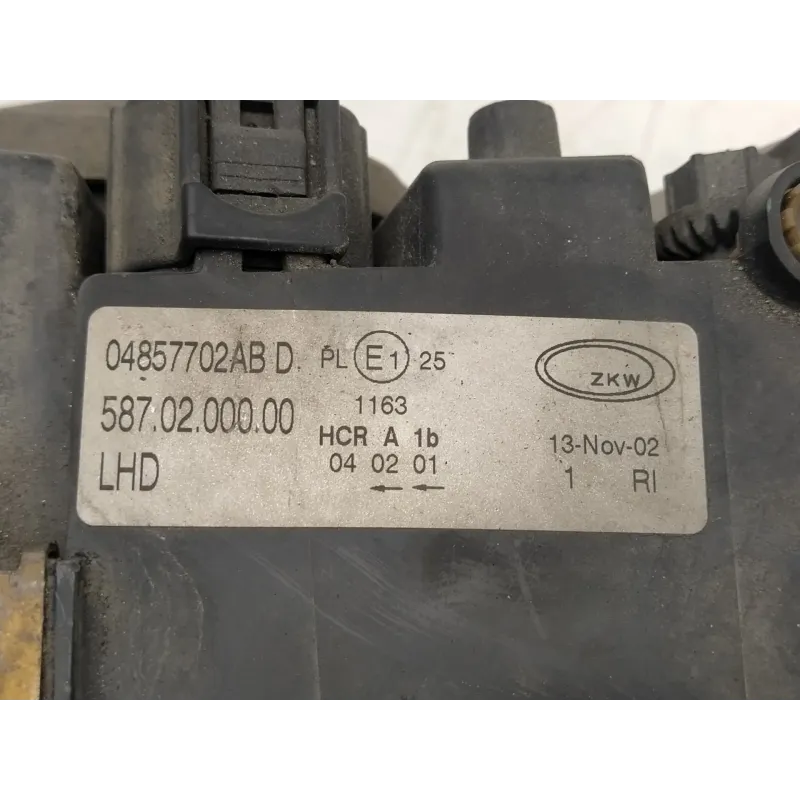 04857702AB D.
587.02.000.00
LHD
PL E1 25
1163
HCR A 1b
04 02 01
←←
ZKW
13-Nov-02
1 RI